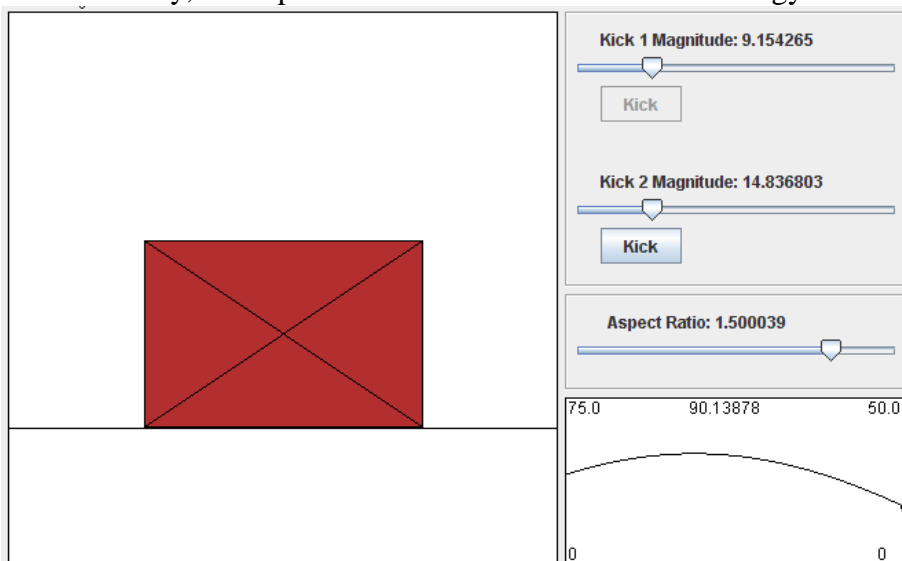 Kick 1 Magnitude: 9.154265
Kick
Kick 2 Magnitude: 14.836803
Kick
Aspect Ratio: 1.500039
75.0 90.13878 50.0
0 0